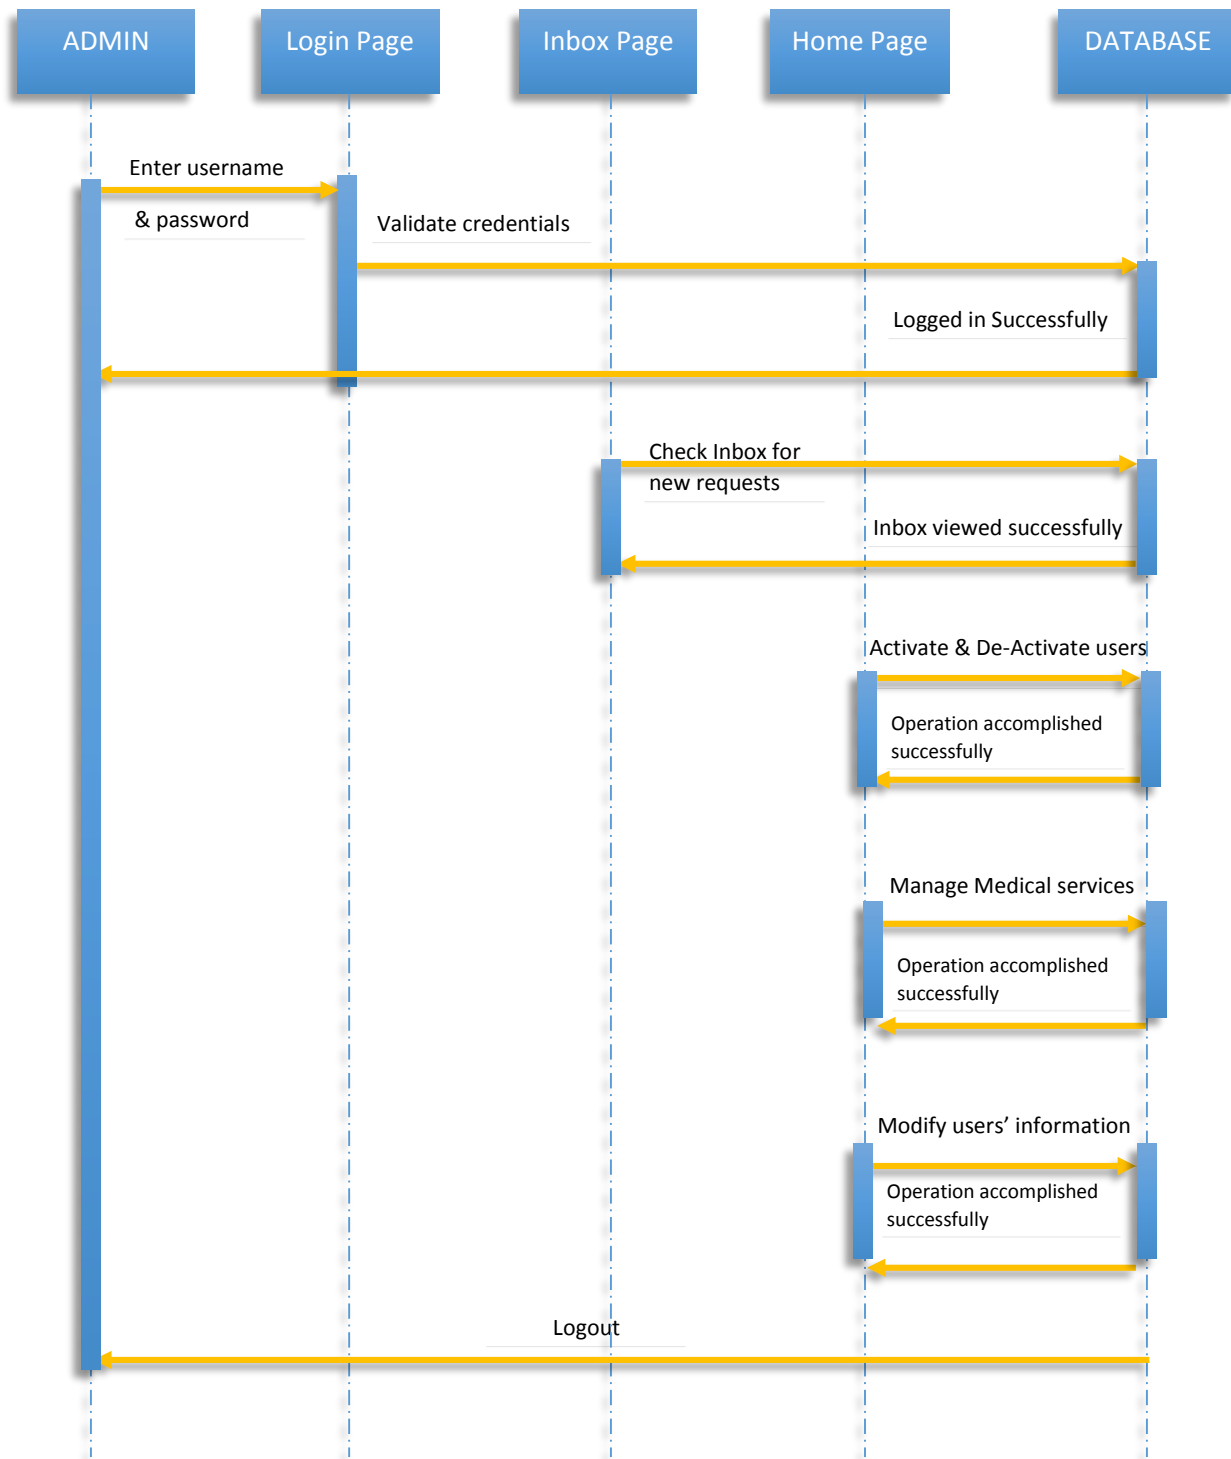 ADMIN
Login Page
Inbox Page
Home Page
DATABASE
Enter username
& password
Validate credentials
Logged in Successfully
Check Inbox for
new requests
Inbox viewed successfully
Activate & De-Activate users
Operation accomplished
successfully
Manage Medical services
Operation accomplished
successfully
Modify users’ information
Operation accomplished
successfully
Logout